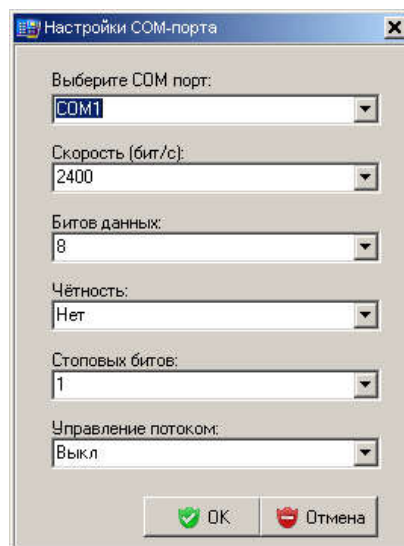 Настройки COM-порта
Выберите COM порт:
COM1
Скорость (бит/с):
2400
Битов данных:
8
Чётность:
Нет
Стоповых битов:
1
Управление потоком:
Выкл
OK Отмена